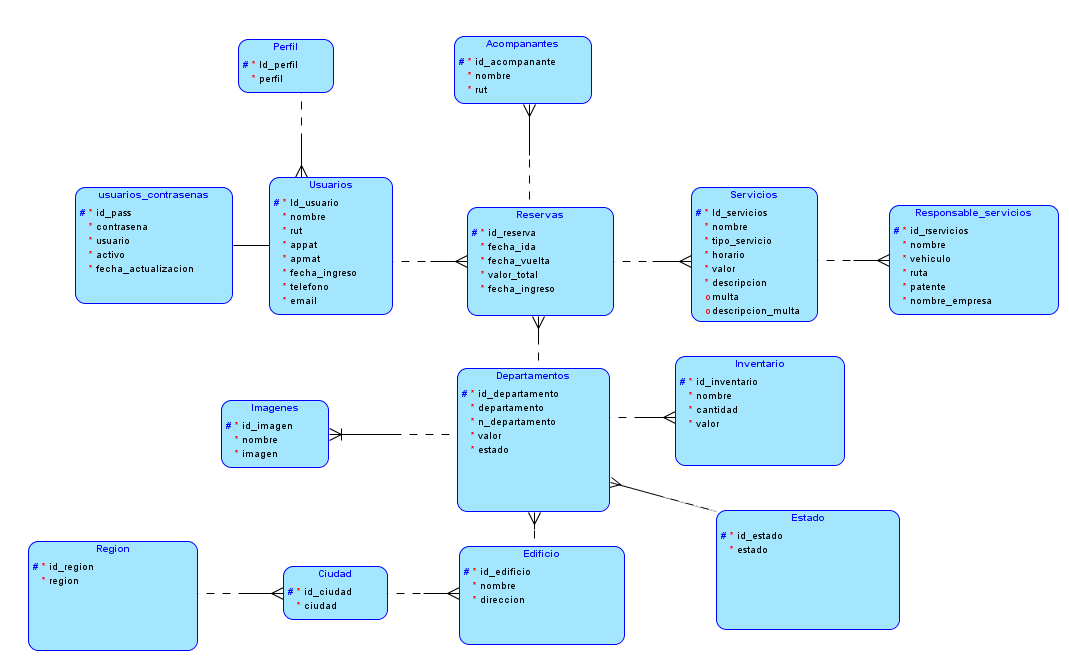 Perfil
# * Id_perfil
* perfil
Acompanantes
# * id_acompanante
* nombre
* rut
usuarios_contrasenas
# * id_pass
* contrasena
* usuario
* activo
* fecha_actualizacion
Usuarios
# * Id_usuario
* nombre
* rut
* appat
* apmat
* fecha_ingreso
* telefono
* email
Reservas
# * id_reserva
* fecha_ida
* fecha_vuelta
* valor_total
* fecha_ingreso
Servicios
# * Id_servicios
* nombre
* tipo_servicio
* horario
* valor
* descripcion
o multa
o descripcion_multa
Responsable_servicios
# * id_rservicios
* nombre
* vehiculo
* ruta
* patente
* nombre_empresa
Imagenes
# * id_imagen
* nombre
* imagen
Departamentos
# * id_departamento
* departamento
* n_departamento
* valor
* estado
Inventario
# * id_inventario
* nombre
* cantidad
* valor
Estado
# * id_estado
* estado
Region
# * id_region
* region
Ciudad
# * id_ciudad
* ciudad
Edificio
# * id_edificio
* nombre
* direccion